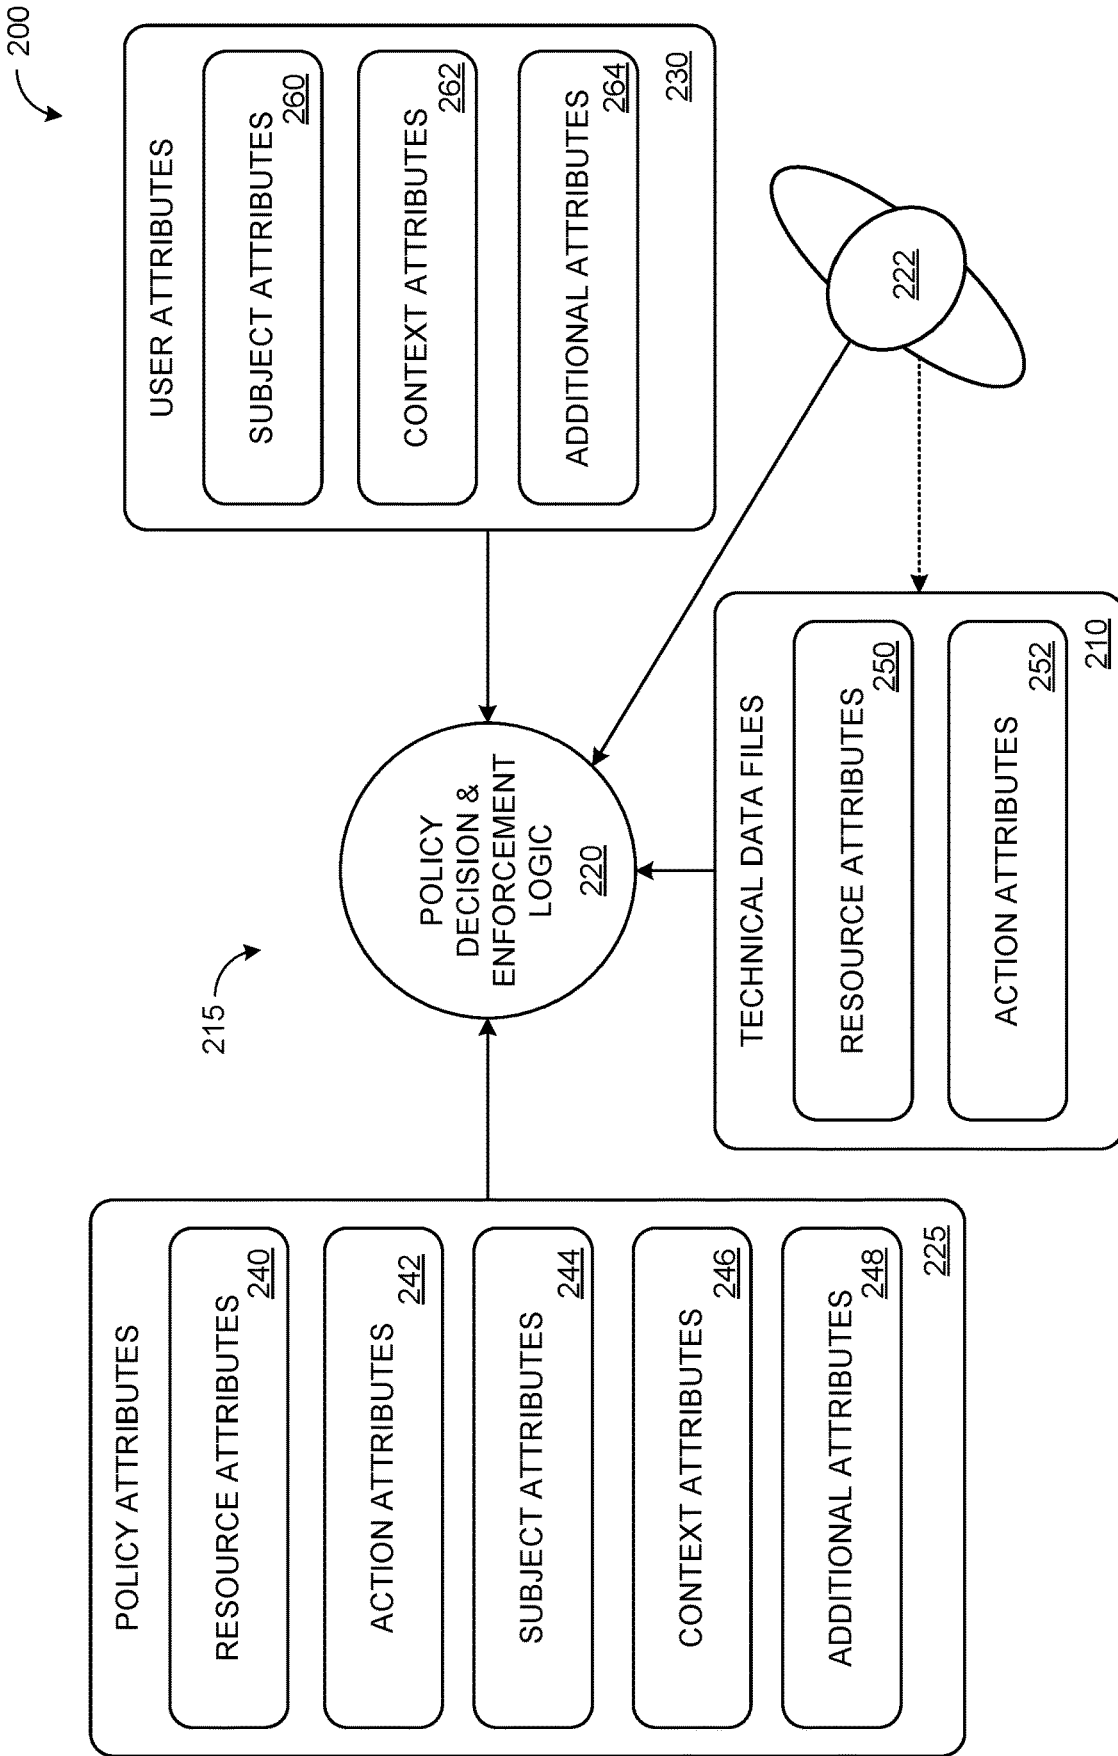 200
215
POLICY ATTRIBUTES
RESOURCE ATTRIBUTES
240
ACTION ATTRIBUTES
242
SUBJECT ATTRIBUTES
244
CONTEXT ATTRIBUTES
246
ADDITIONAL ATTRIBUTES
248
225
POLICY
DECISION &
ENFORCEMENT
LOGIC
220
USER ATTRIBUTES
SUBJECT ATTRIBUTES
260
CONTEXT ATTRIBUTES
262
ADDITIONAL ATTRIBUTES
264
230
TECHNICAL DATA FILES
RESOURCE ATTRIBUTES
250
ACTION ATTRIBUTES
252
210
222